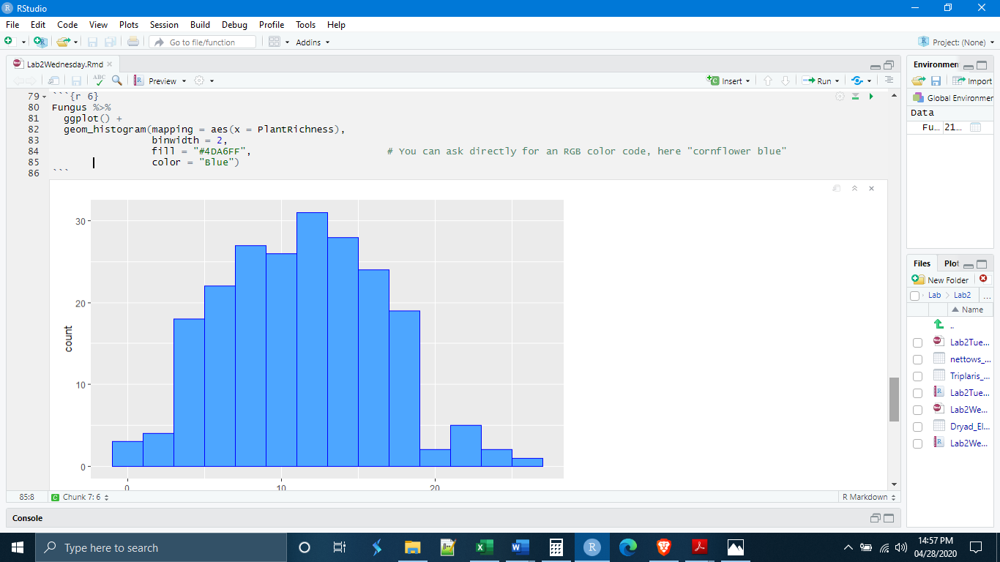 RStudio
File Edit Code View Plots Session Build Debug Profile Tools Help
Go to file/function Addins Project: (None)
Lab2Wednesday.Rmd
ABC Preview Insert Run
79 ```{r 6}
80 Fungus %>%
81 ggplot() +
82 geom_histogram(mapping = aes(x = PlantRichness),
83 binwidth = 2,
84 fill = "#4DA6FF", # You can ask directly for an RGB color code, here "cornflower blue"
85 color = "Blue")
86 ```
30
20
10
0
count
0 10 20
85:8 Chunk 7: 6 R Markdown
Console
Environmen
Import
Global Environmen
Data
Fu... 21...
Files Plot
New Folder
Lab Lab2 ...
Name
..
Lab2Tue...
nettows_...
Triplaris_...
Lab2Tue...
Lab2We...
Dryad_El...
Lab2We...
Type here to search
14:57 PM
04/28/2020